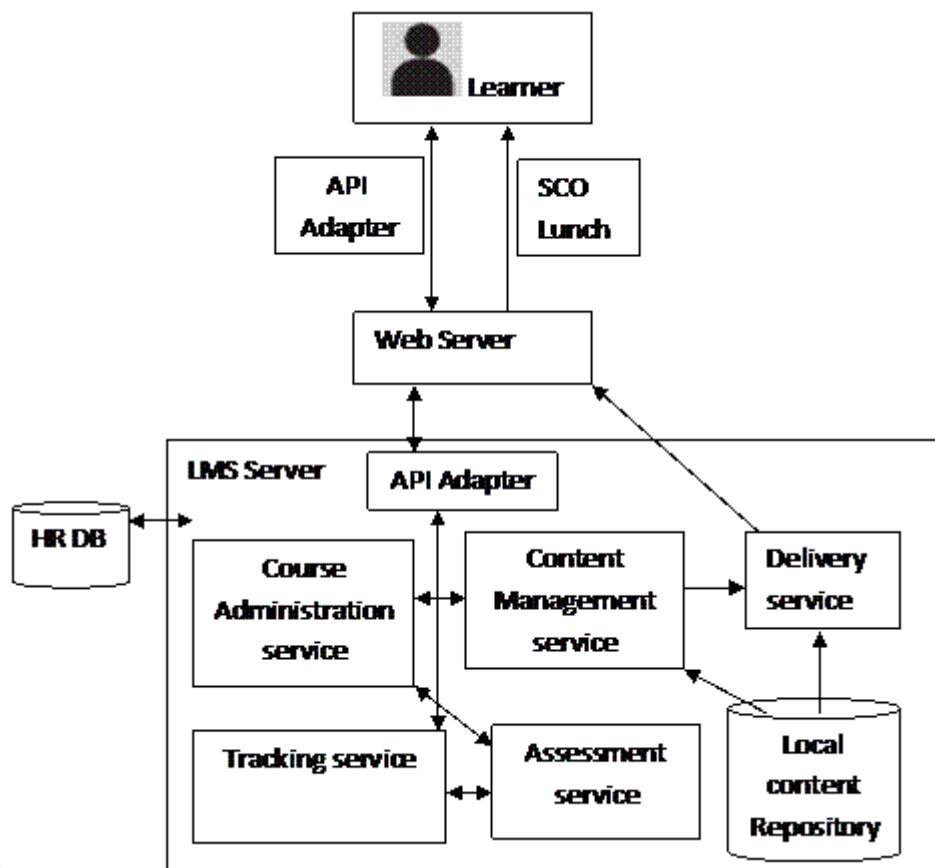 Learner
API
Adapter
SCO
Lunch
Web Server
LMS Server
API Adapter
HR DB
Course
Administration
service
Content
Management
service
Delivery
service
Tracking service
Assessment
service
Local
content
Repository